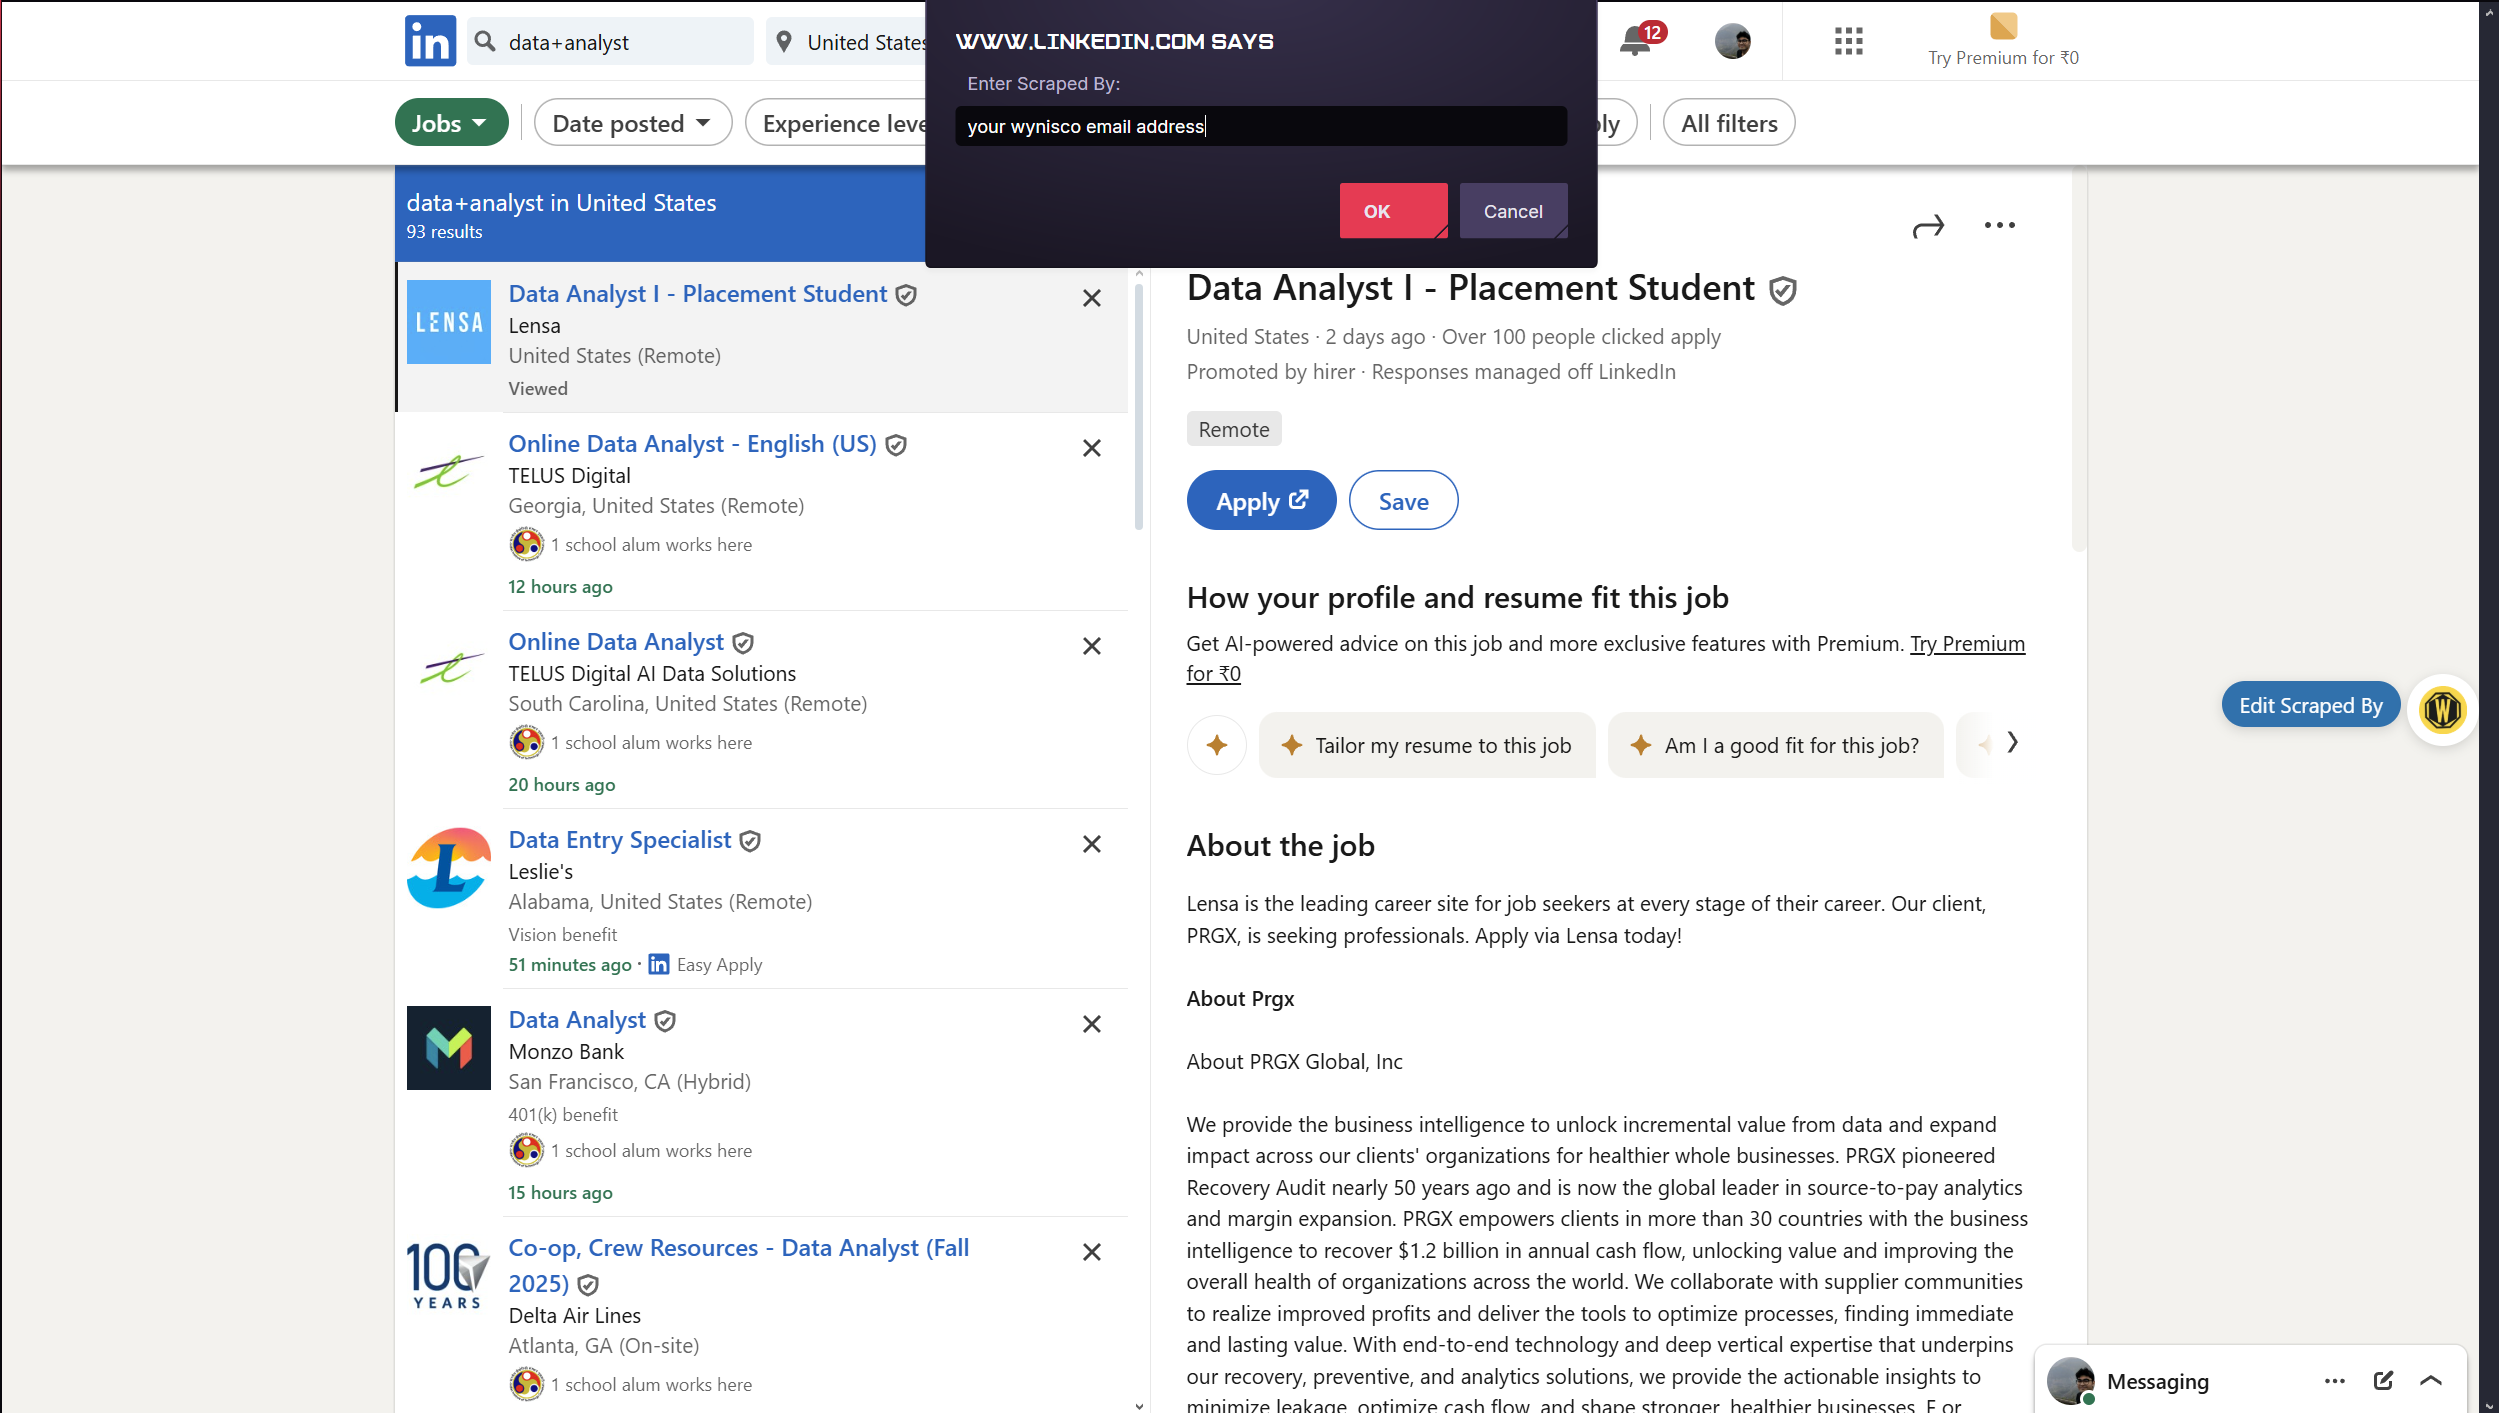 in
data+analyst
United States
12
Try Premium for ₹0
WWW.LINKEDIN.COM SAYS
Enter Scraped By:
your wynisco email address
OK
Cancel
Jobs
Date posted
Experience leve
ly
All filters
data+analyst in United States
93 results
LENSA
Data Analyst I - Placement Student
Lensa
United States (Remote)
Viewed
Online Data Analyst - English (US)
TELUS Digital
Georgia, United States (Remote)
1 school alum works here
12 hours ago
Online Data Analyst
TELUS Digital AI Data Solutions
South Carolina, United States (Remote)
1 school alum works here
20 hours ago
L
Data Entry Specialist
Leslie's
Alabama, United States (Remote)
Vision benefit
51 minutes ago · in Easy Apply
Data Analyst
Monzo Bank
San Francisco, CA (Hybrid)
401(k) benefit
1 school alum works here
15 hours ago
100
YEARS
Co-op, Crew Resources - Data Analyst (Fall
2025)
Delta Air Lines
Atlanta, GA (On-site)
1 school alum works here
Data Analyst I - Placement Student
United States · 2 days ago · Over 100 people clicked apply
Promoted by hirer · Responses managed off LinkedIn
Remote
Apply
Save
How your profile and resume fit this job
Get AI-powered advice on this job and more exclusive features with Premium. Try Premium
for ₹0
Tailor my resume to this job
Am I a good fit for this job?
About the job
Lensa is the leading career site for job seekers at every stage of their career. Our client,
PRGX, is seeking professionals. Apply via Lensa today!
About Prgx
About PRGX Global, Inc
We provide the business intelligence to unlock incremental value from data and expand
impact across our clients' organizations for healthier whole businesses. PRGX pioneered
Recovery Audit nearly 50 years ago and is now the global leader in source-to-pay analytics
and margin expansion. PRGX empowers clients in more than 30 countries with the business
intelligence to recover $1.2 billion in annual cash flow, unlocking value and improving the
overall health of organizations across the world. We collaborate with supplier communities
to realize improved profits and deliver the tools to optimize processes, finding immediate
and lasting value. With end-to-end technology and deep vertical expertise that underpins
our recovery, preventive, and analytics solutions, we provide the actionable insights to
minimize leakage, optimize cash flow, and shape stronger, healthier businesses. F or
Edit Scraped By
W
Messaging